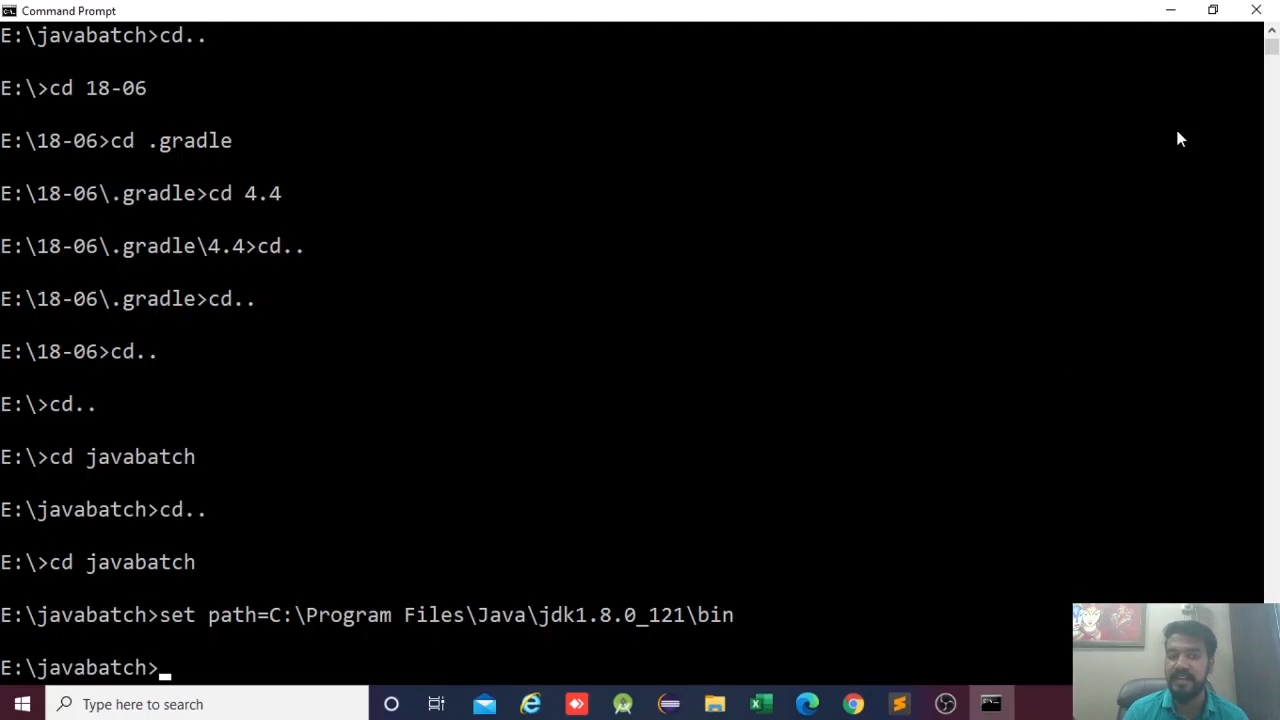 Command Prompt
E:\javabatch>cd..
E:\>cd 18-06
E:\18-06>cd .gradle
E:\18-06\.gradle>cd 4.4
E:\18-06\.gradle\4.4>cd..
E:\18-06\.gradle>cd..
E:\18-06>cd..
E:\>cd..
E:\>cd javabatch
E:\javabatch>cd..
E:\>cd javabatch
E:\javabatch>set path=C:\Program Files\Java\jdk1.8.0_121\bin
E:\javabatch>
Type here to search